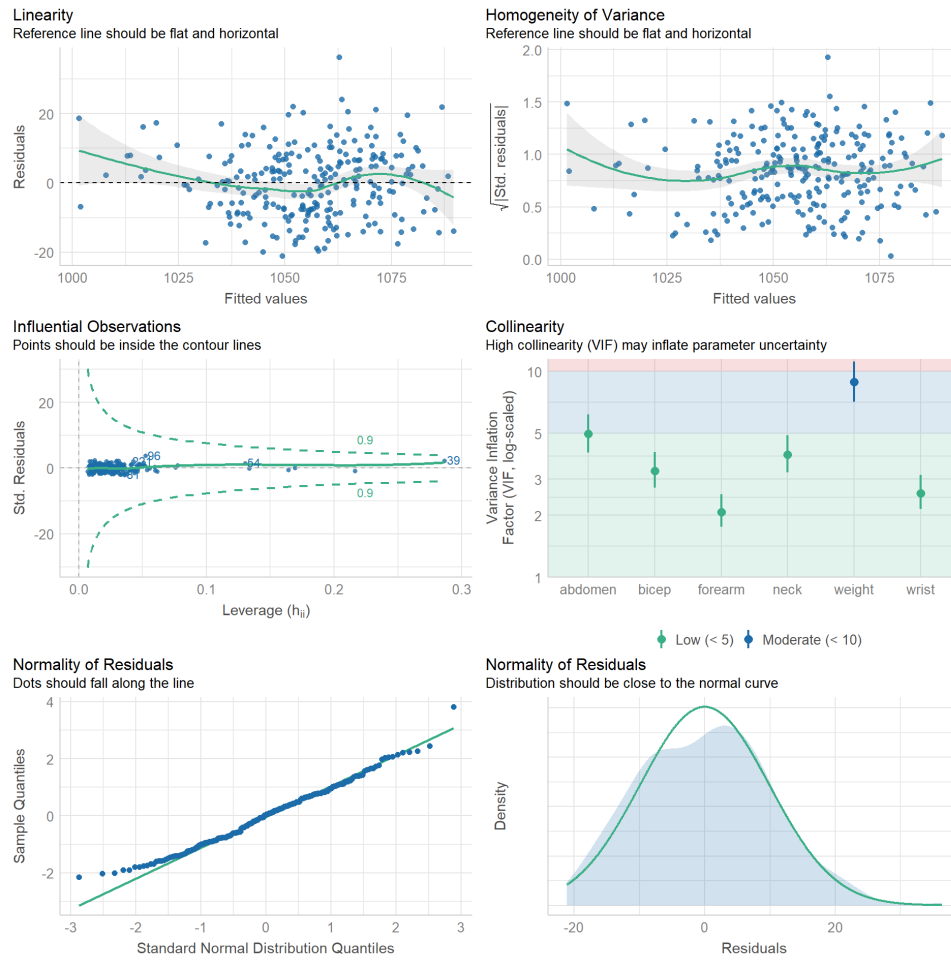 Linearity
Reference line should be flat and horizontal
Residuals
20
0
-20
1000
1025
1050
1075
Fitted values
Homogeneity of Variance
Reference line should be flat and horizontal
√|Std. residuals|
2.0
1.5
1.0
0.5
0.0
1000
1025
1050
1075
Fitted values
Influential Observations
Points should be inside the contour lines
Std. Residuals
20
0
-20
0.9
96
54
39
0.9
0.0
0.1
0.2
0.3
Leverage (hii)
Collinearity
High collinearity (VIF) may inflate parameter uncertainty
Variance Inflation
Factor (VIF, log-scaled)
10
5
3
2
1
abdomen
bicep
forearm
neck
weight
wrist
Low (< 5)
Moderate (< 10)
Normality of Residuals
Dots should fall along the line
Sample Quantiles
4
2
0
-2
-3
-2
-1
0
1
2
3
Standard Normal Distribution Quantiles
Normality of Residuals
Distribution should be close to the normal curve
Density
-20
0
20
Residuals